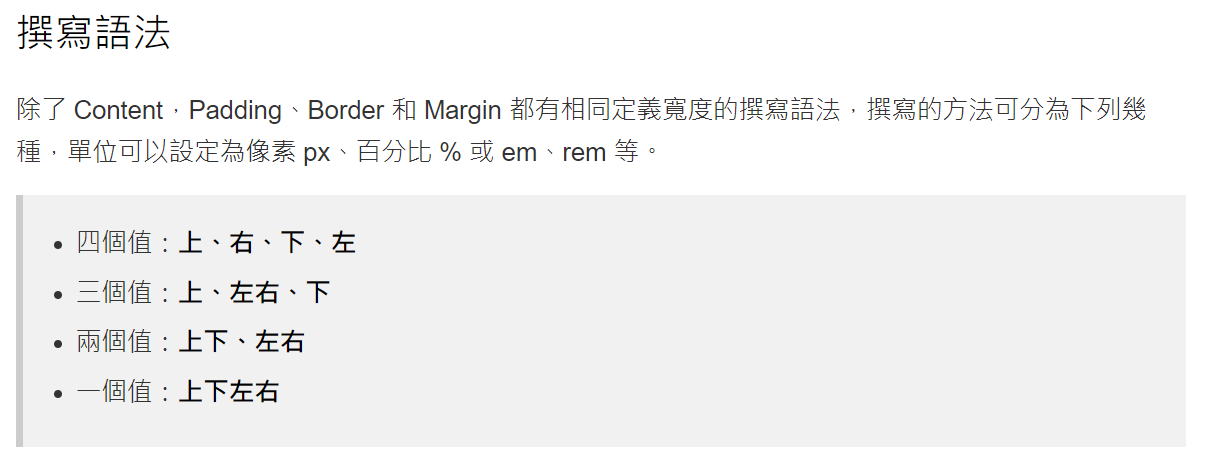 撰寫語法
除了 Content，Padding、Border 和 Margin 都有相同定義寬度的撰寫語法，撰寫的方法可分為下列幾
種，單位可以設定為像素 px、百分比 % 或 em、rem 等。
• 四個值：上、右、下、左
• 三個值：上、左右、下
• 兩個值：上下、左右
• 一個值：上下左右